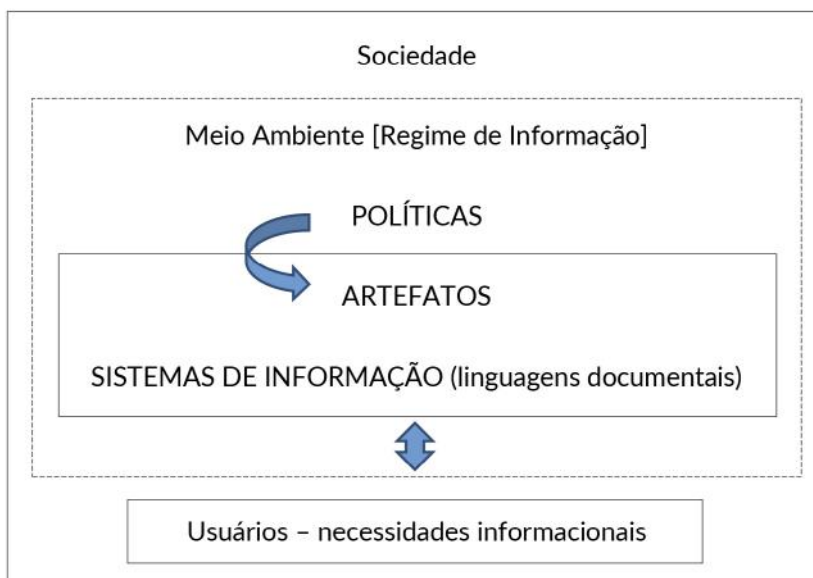 Sociedade
Meio Ambiente [Regime de Informação]
POLÍTICAS
ARTEFATOS
SISTEMAS DE INFORMAÇÃO (linguagens documentais)
Usuários – necessidades informacionais